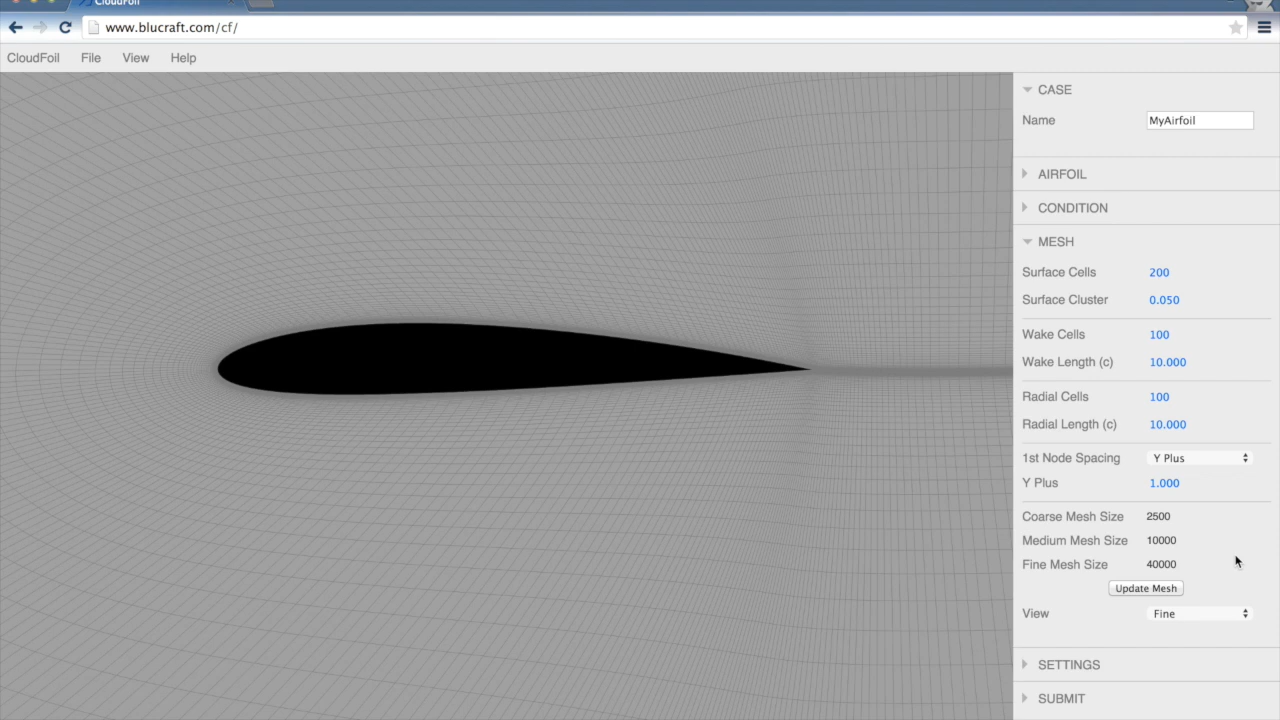 CloudFoil
www.blucraft.com/cf/
CloudFoil File View Help
CASE
Name MyAirfoil
AIRFOIL
CONDITION
MESH
Surface Cells 200
Surface Cluster 0.050
Wake Cells 100
Wake Length (c) 10.000
Radial Cells 100
Radial Length (c) 10.000
1st Node Spacing Y Plus
Y Plus 1.000
Coarse Mesh Size 2500
Medium Mesh Size 10000
Fine Mesh Size 40000
Update Mesh
View Fine
SETTINGS
SUBMIT